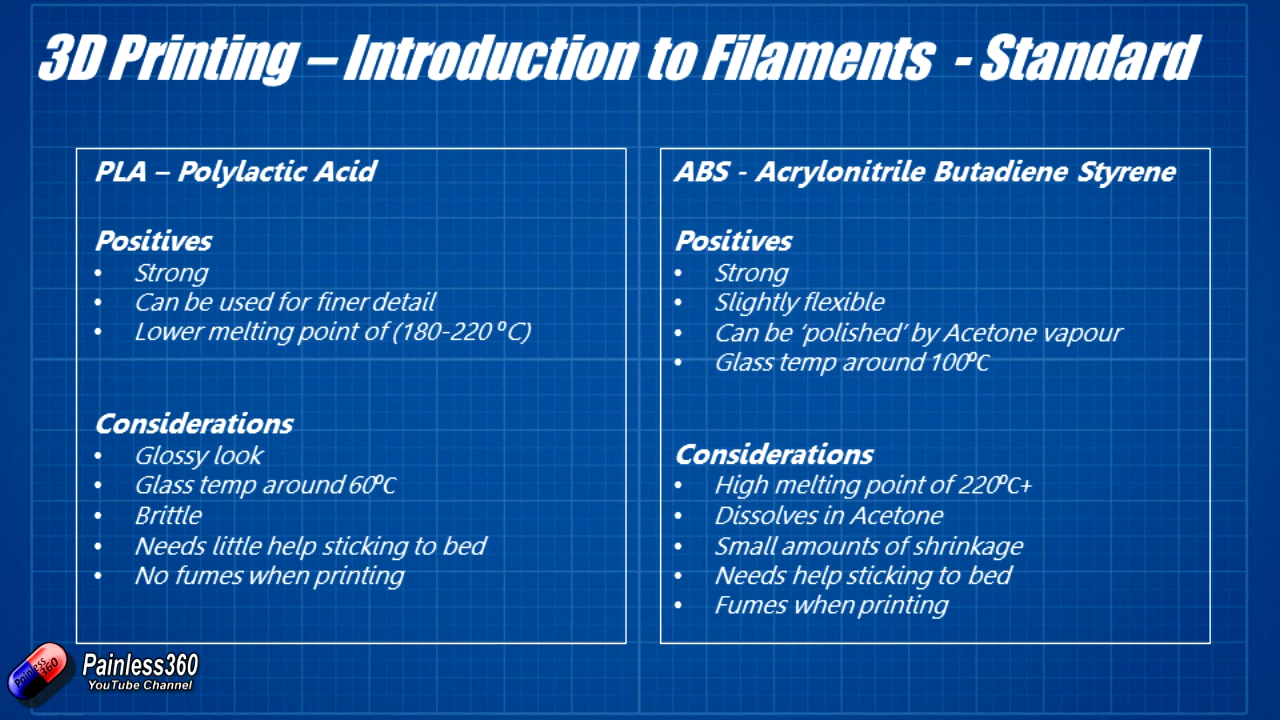 3D Printing – Introduction to Filaments - Standard
PLA – Polylactic Acid
Positives
• Strong
• Can be used for finer detail
• Lower melting point of (180-220 ºC)
Considerations
• Glossy look
• Glass temp around 60ºC
• Brittle
• Needs little help sticking to bed
• No fumes when printing
ABS - Acrylonitrile Butadiene Styrene
Positives
• Strong
• Slightly flexible
• Can be ‘polished’ by Acetone vapour
• Glass temp around 100ºC
Considerations
• High melting point of 220ºC+
• Dissolves in Acetone
• Small amounts of shrinkage
• Needs help sticking to bed
• Fumes when printing
Painless
360
Painless360
YouTube Channel